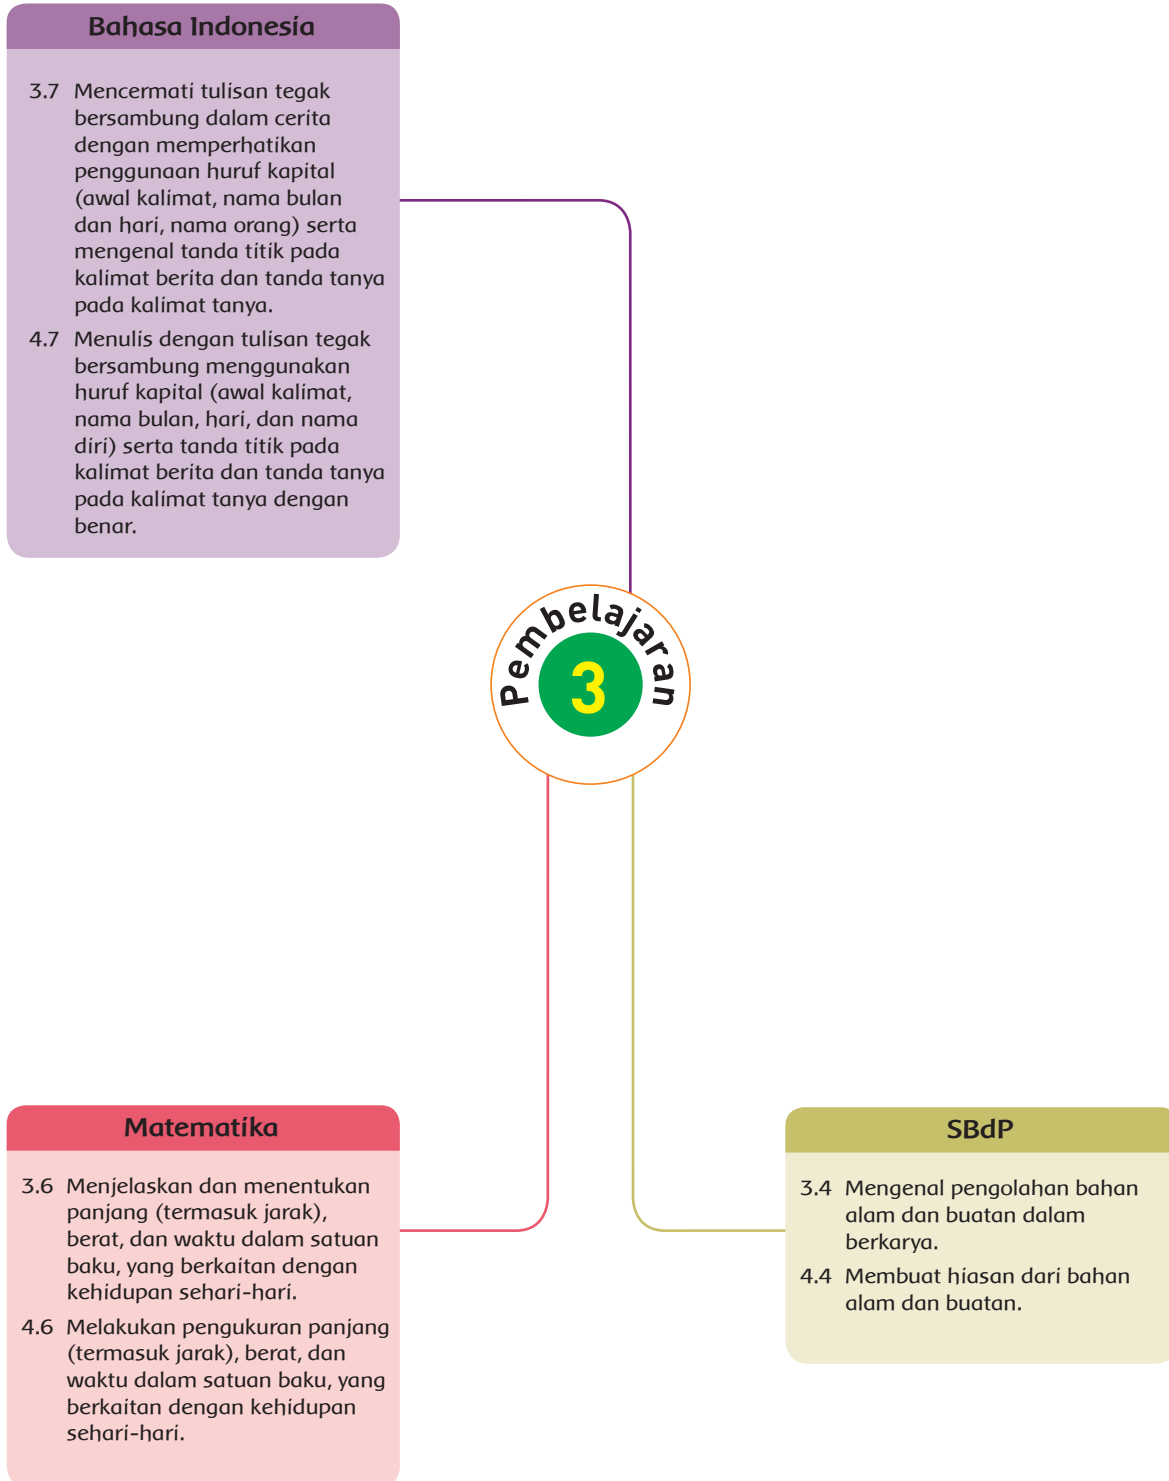 Bahasa Indonesia
3.7 Mencermati tulisan tegak
bersambung dalam cerita
dengan memperhatikan
penggunaan huruf kapital
(awal kalimat, nama bulan
dan hari, nama orang) serta
mengenal tanda titik pada
kalimat berita dan tanda tanya
pada kalimat tanya.
4.7 Menulis dengan tulisan tegak
bersambung menggunakan
huruf kapital (awal kalimat,
nama bulan, hari, dan nama
diri) serta tanda titik pada
kalimat berita dan tanda tanya
pada kalimat tanya dengan
benar.
Pembelajaran
3
Matematika
3.6 Menjelaskan dan menentukan
panjang (termasuk jarak),
berat, dan waktu dalam satuan
baku, yang berkaitan dengan
kehidupan sehari-hari.
4.6 Melakukan pengukuran panjang
(termasuk jarak), berat, dan
waktu dalam satuan baku, yang
berkaitan dengan kehidupan
sehari-hari.
SBdP
3.4 Mengenal pengolahan bahan
alam dan buatan dalam
berkarya.
4.4 Membuat hiasan dari bahan
alam dan buatan.